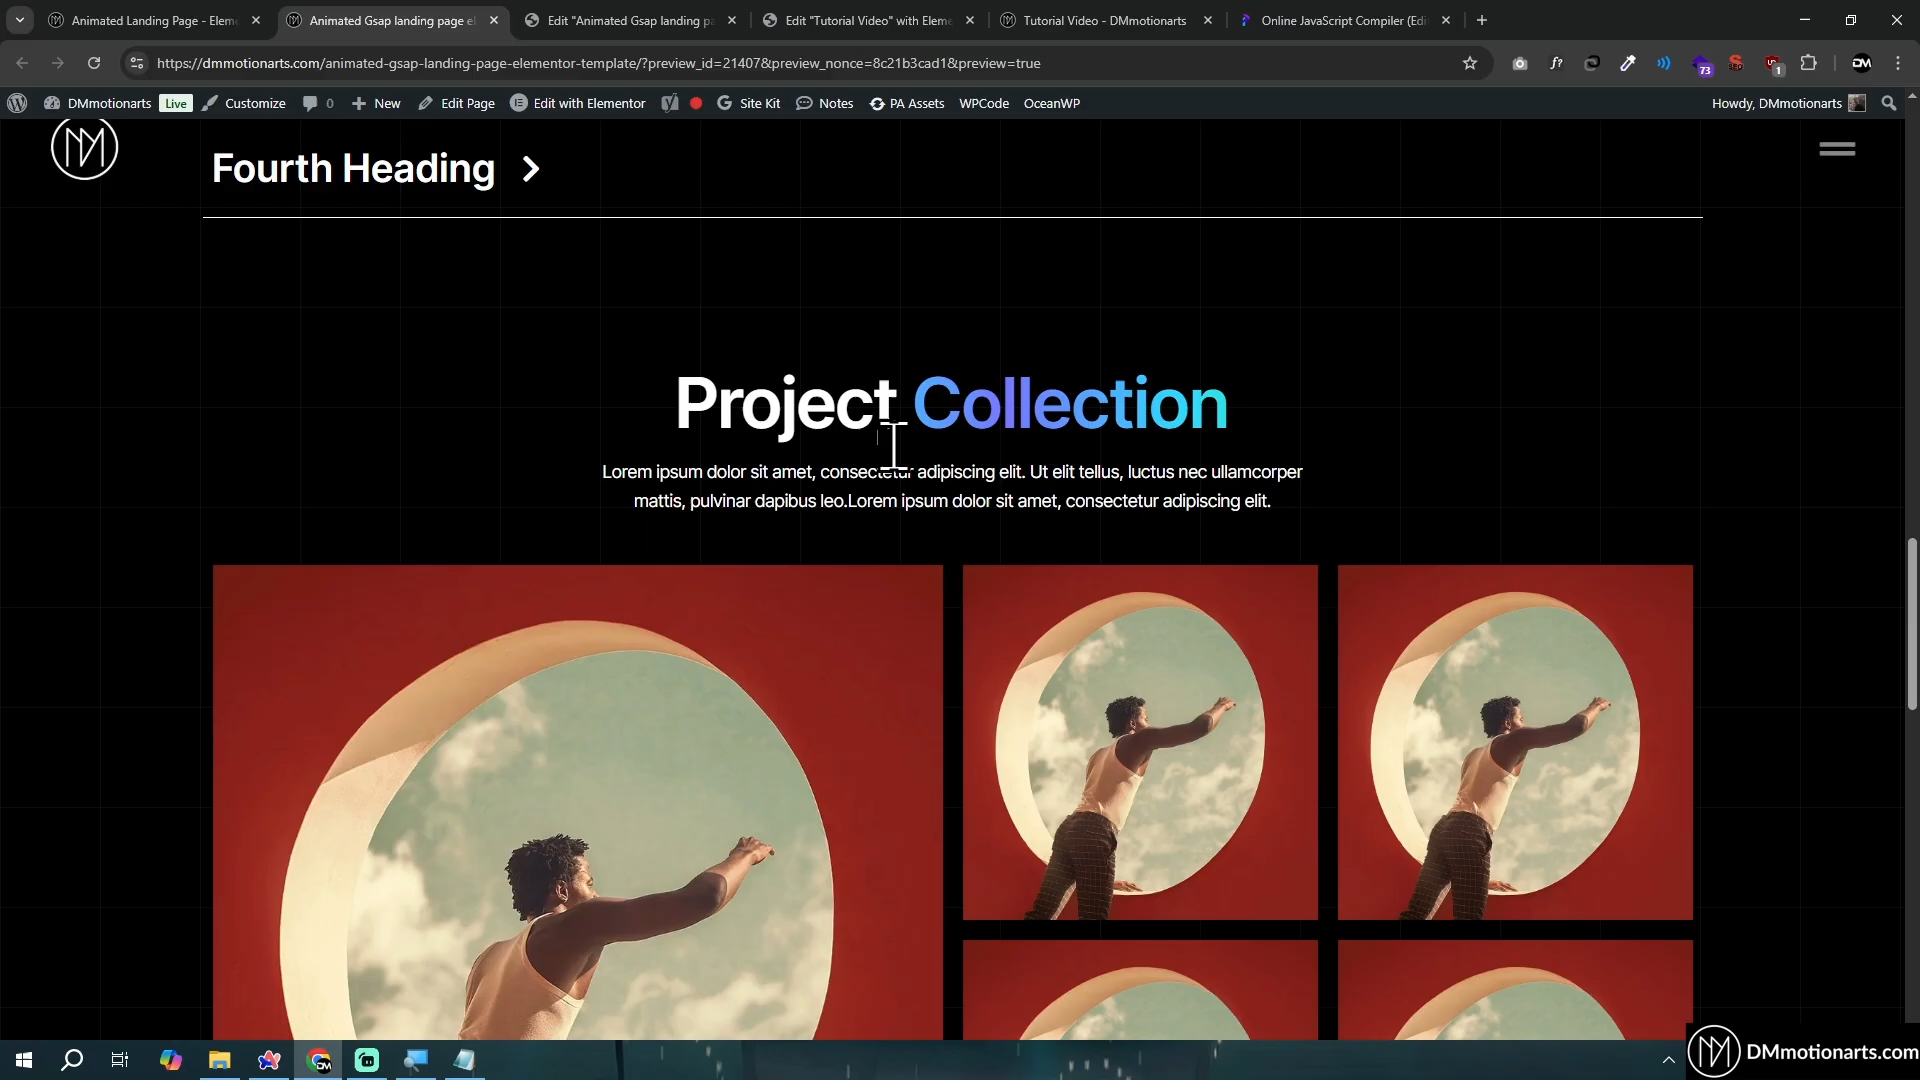 Animated Landing Page - Elem
Animated Gsap landing page e
Edit "Animated Gsap landing p
Edit "Tutorial Video" with Eleme
Tutorial Video - DMmotionarts
Online JavaScript Compiler (Edi
https://dmmotionarts.com/animated-gsap-landing-page-elementor-template/?preview_id=21407&preview_nonce=8c21b3cad1&preview=true
f?
73
1
DM
DMmotionarts
Live
Customize
0
New
Edit Page
Edit with Elementor
Site Kit
Notes
PA Assets
WPCode
OceanWP
Howdy, DMmotionarts
Fourth Heading
Project Collection
Lorem ipsum dolor sit amet, consectetur adipiscing elit. Ut elit tellus, luctus nec ullamcorper
mattis, pulvinar dapibus leo.Lorem ipsum dolor sit amet, consectetur adipiscing elit.
DMmotionarts.com